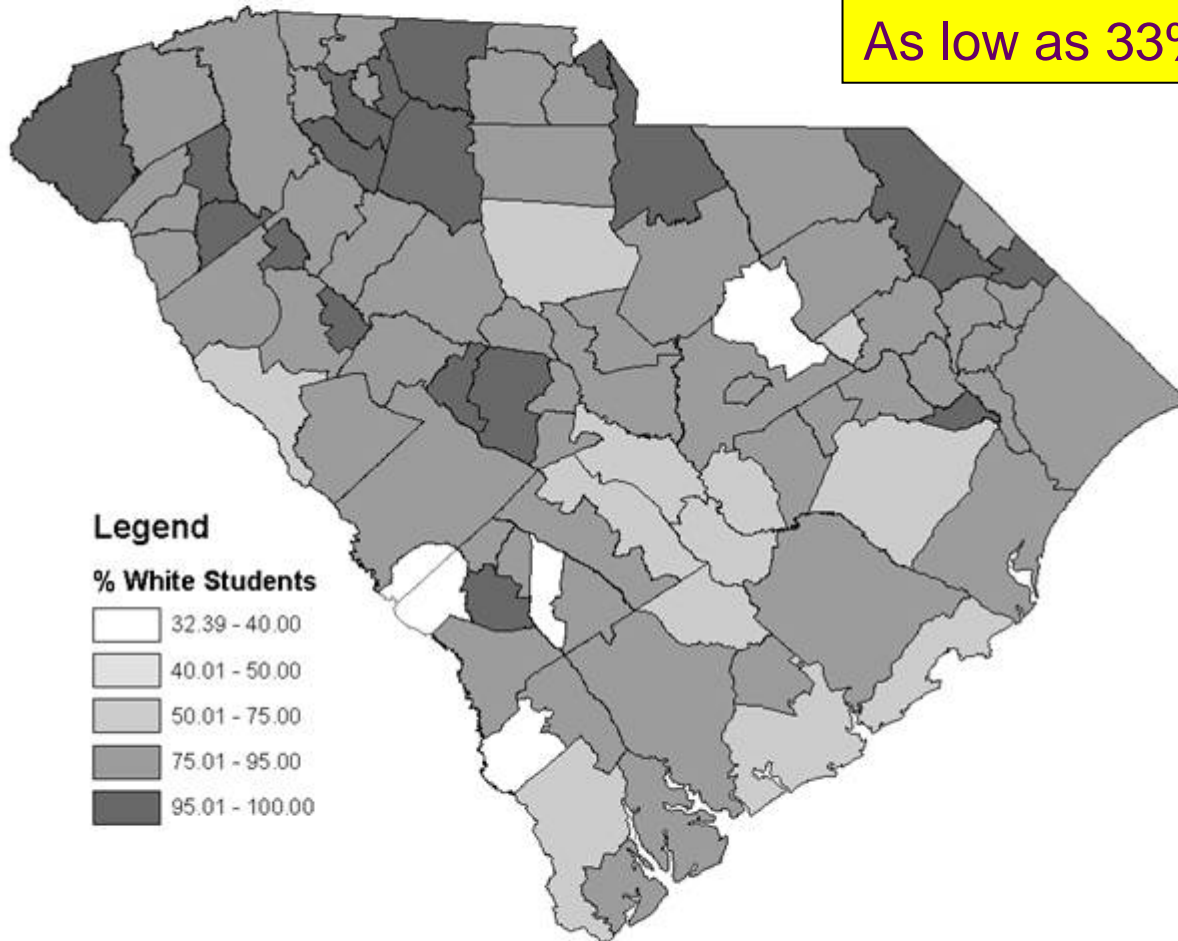 As low as 33%
Legend
% White Students
32.39 - 40.00
40.01 - 50.00
50.01 - 75.00
75.01 - 95.00
95.01 - 100.00